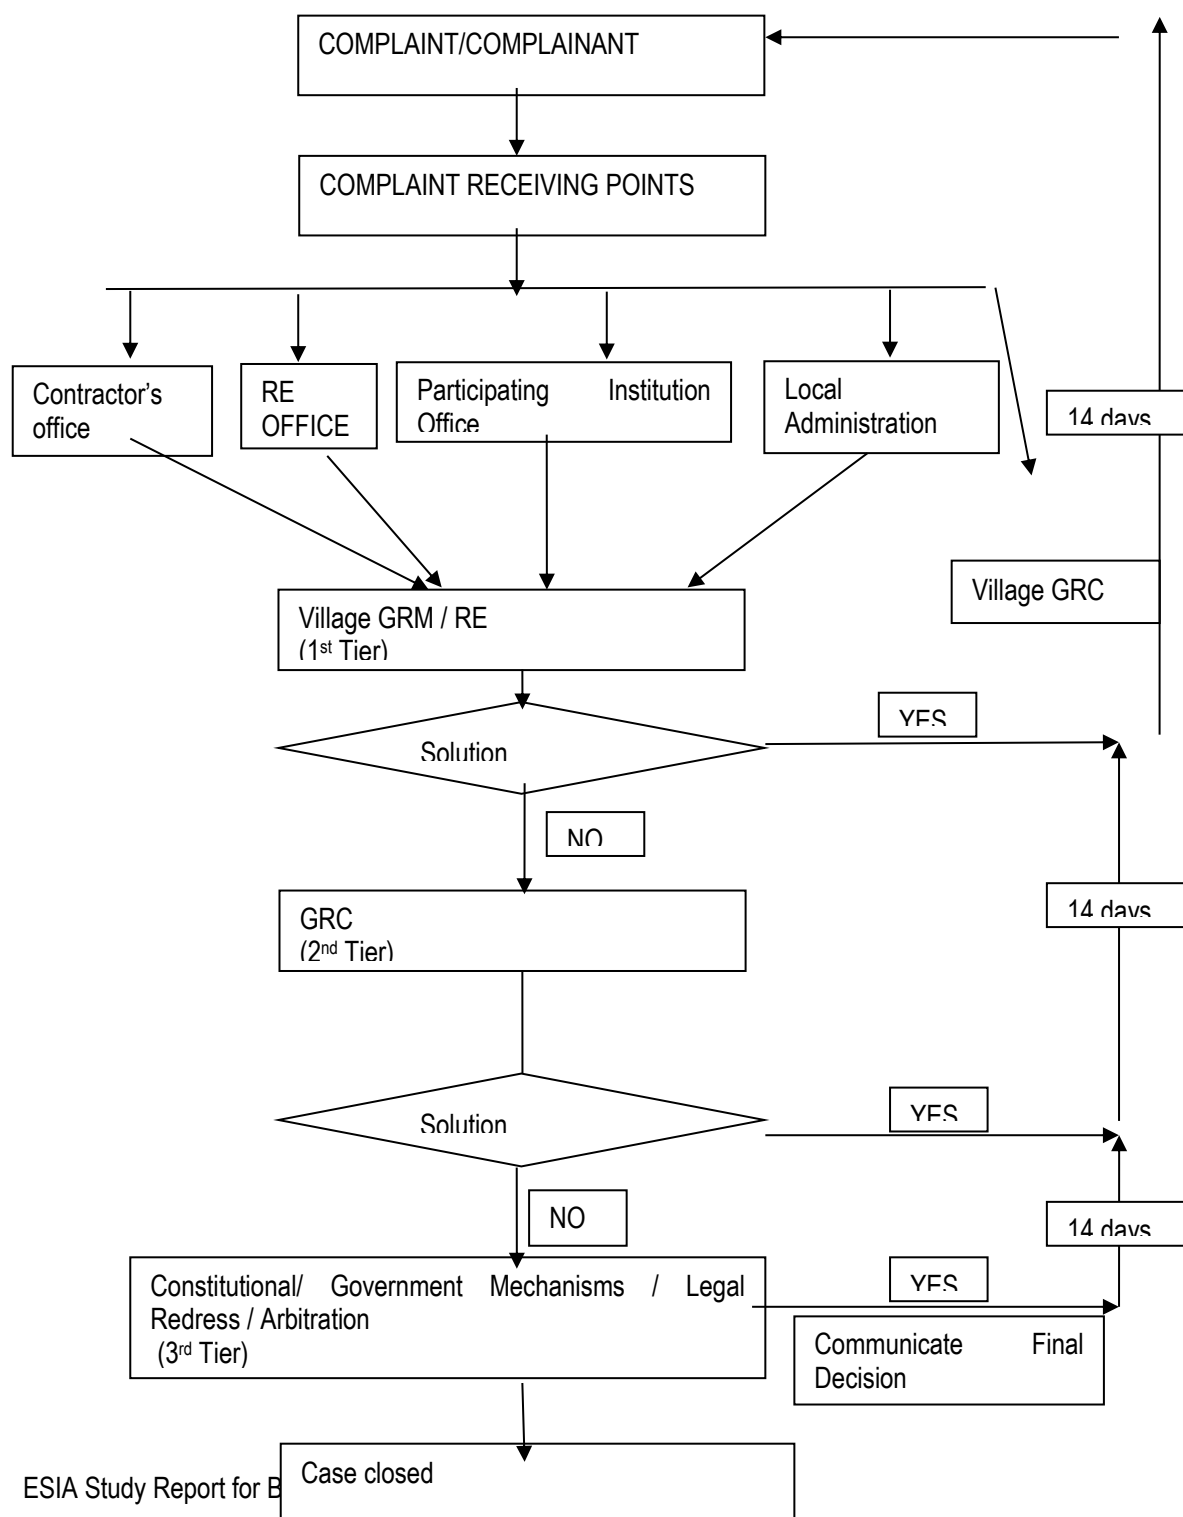 COMPLAINT/COMPLAINANT
COMPLAINT RECEIVING POINTS
Contractor’s
office
RE
OFFICE
Participating Institution
Office
Local
Administration
14 days
Village GRC
Village GRM / RE
(1st Tier)
YES
Solution
NO
GRC
(2nd Tier)
14 days
YES
Solution
NO
14 days
Constitutional/ Government Mechanisms / Legal
Redress / Arbitration
(3rd Tier)
YES
Communicate Final
Decision
Case closed
ESIA Study Report for B